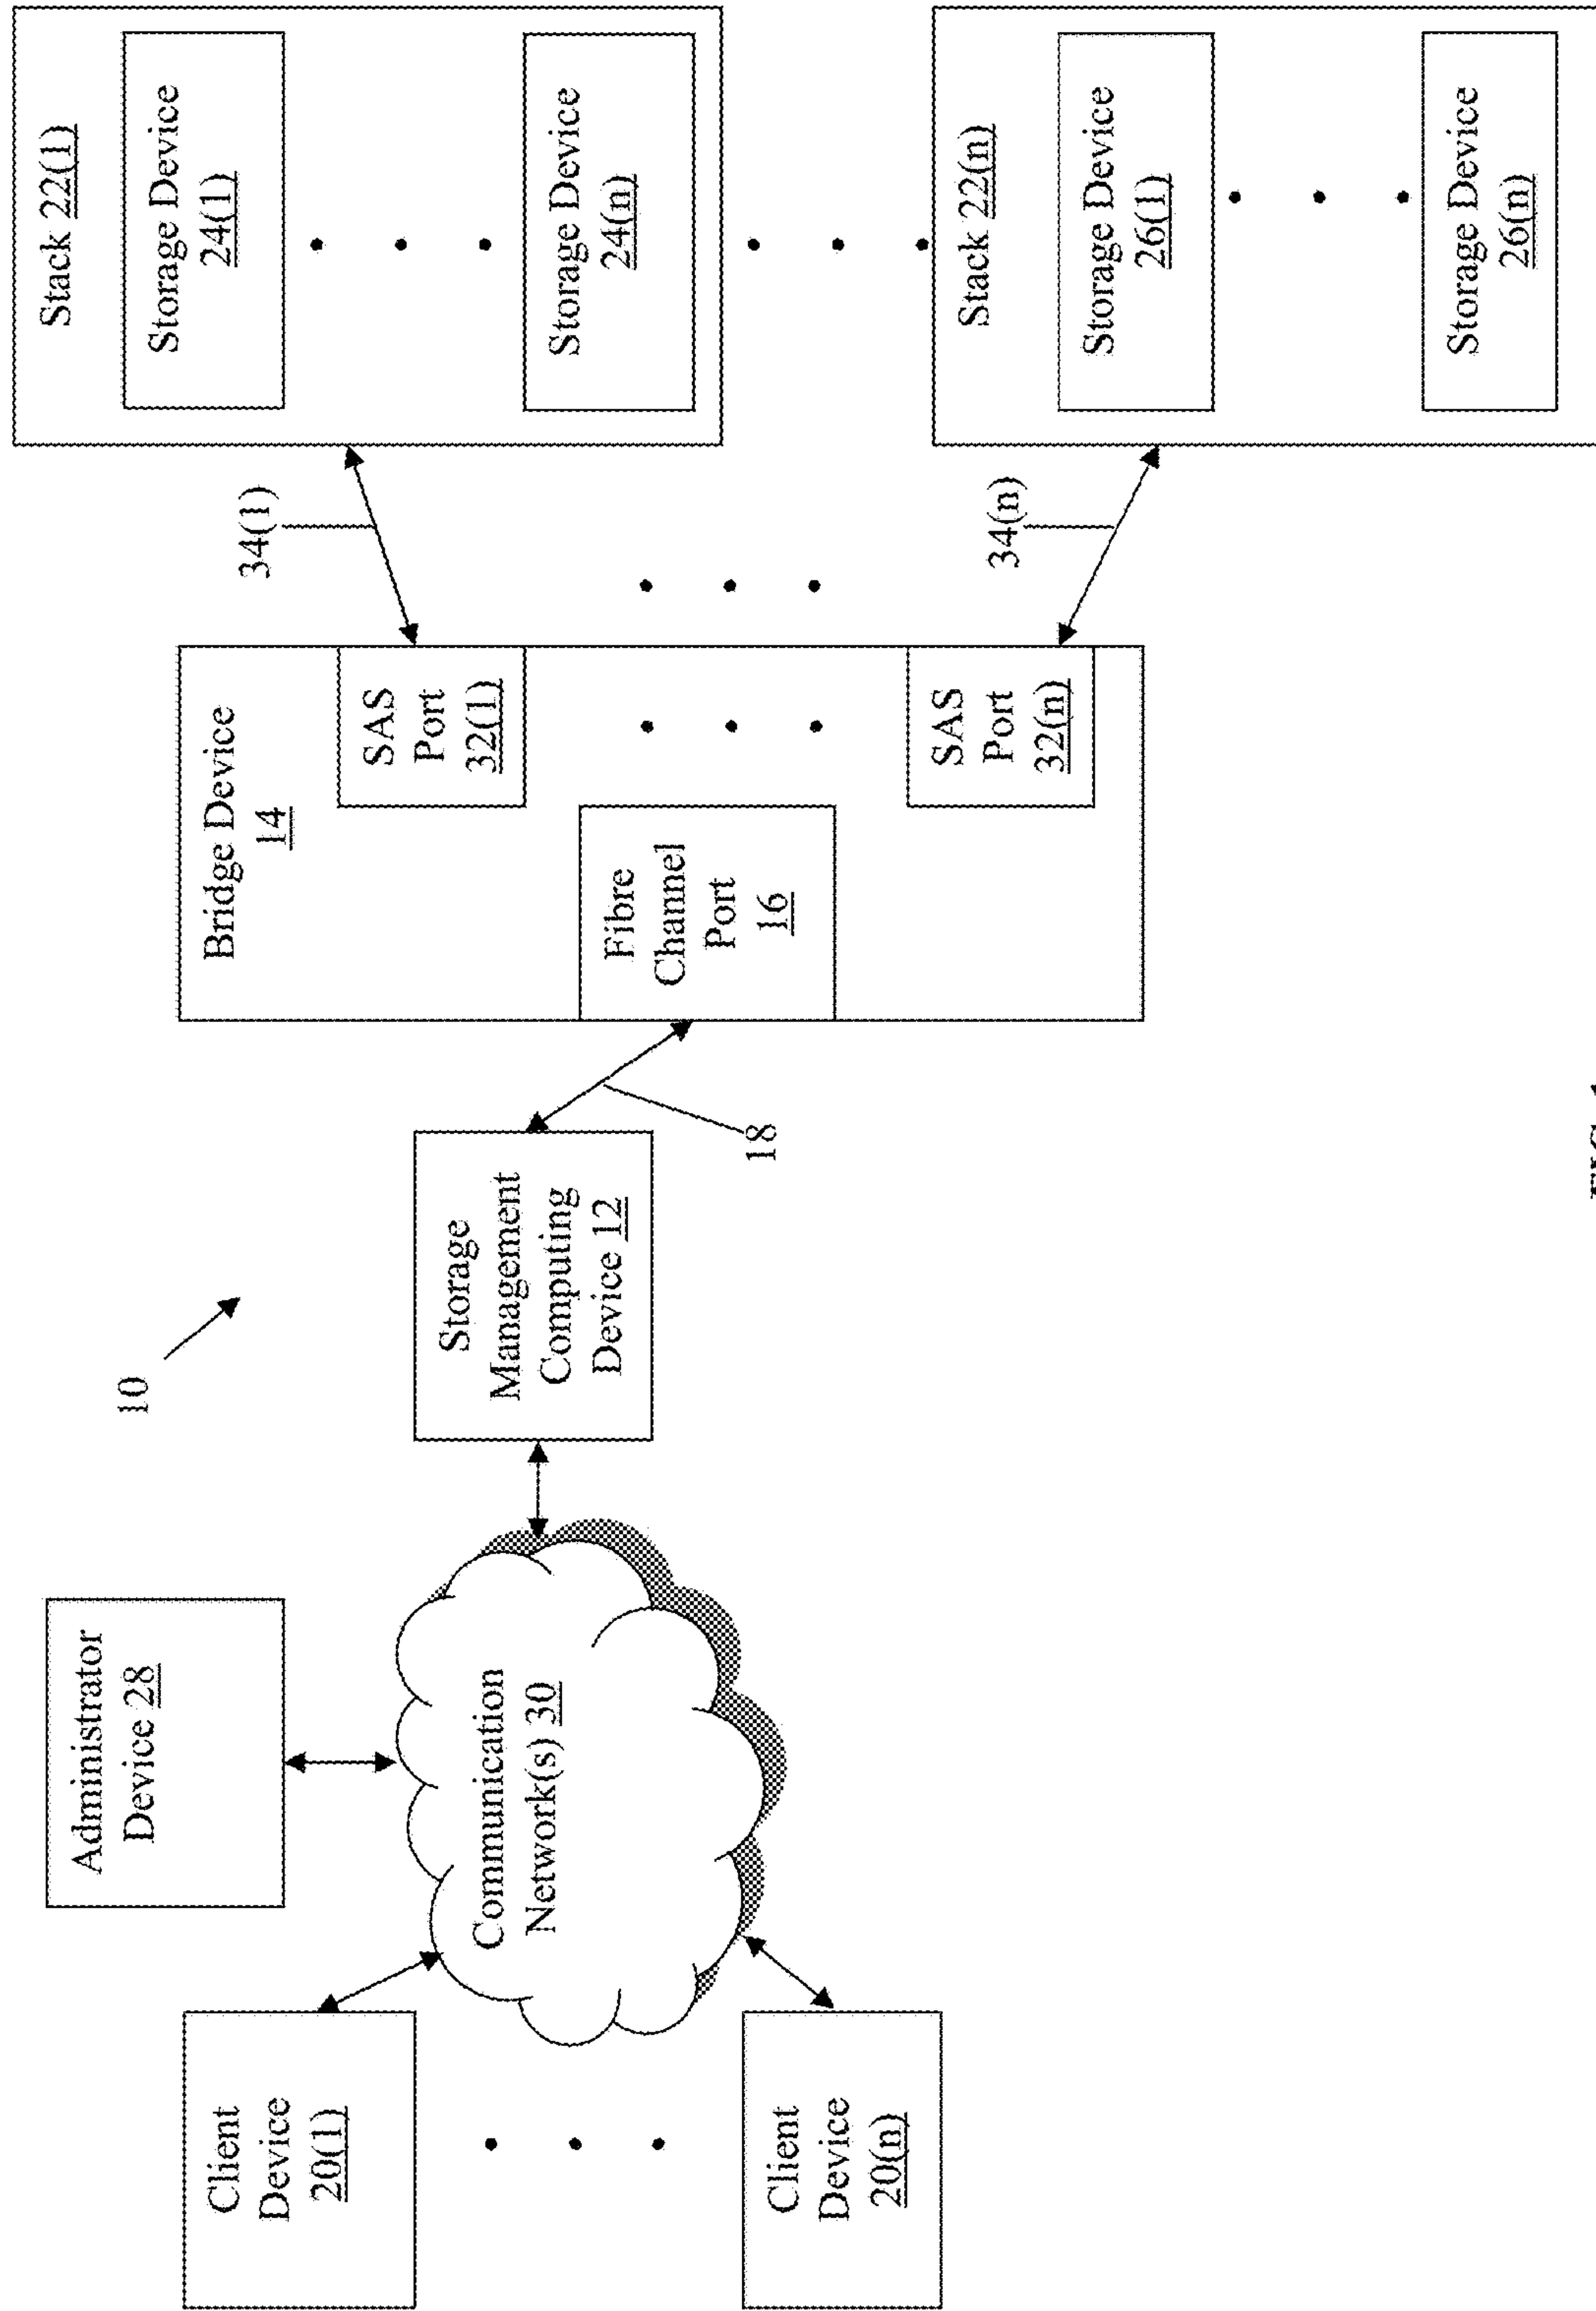 10
Client
Device
20(1)
Client
Device
20(n)
Administrator
Device 28
Communication
Network(s) 30
Storage
Management
Computing
Device 12
18
Bridge Device
14
Fibre
Channel
Port
16
SAS
Port
32(1)
SAS
Port
32(n)
34(1)
34(n)
Stack 22(1)
Storage Device
24(1)
Storage Device
24(n)
Stack 22(n)
Storage Device
26(1)
Storage Device
26(n)